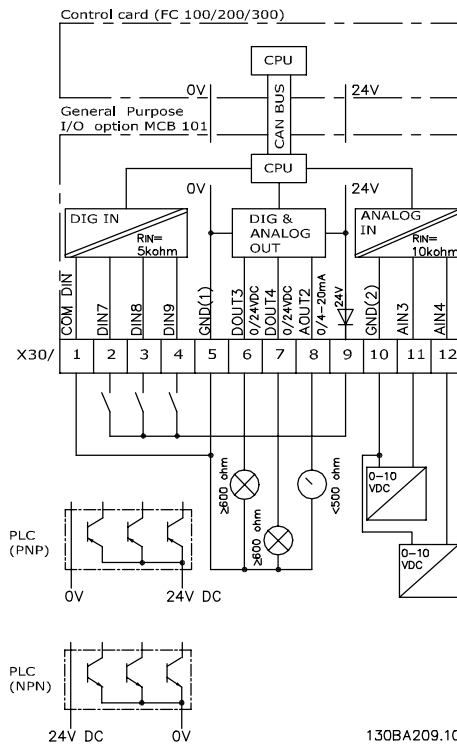 Control card (FC 100/200/300)
CPU
0V
24V
CAN BUS
General Purpose
I/O option MCB 101
CPU
0V
24V
DIG IN
RIN=
5kohm
DIG &
ANALOG
OUT
ANALOG
IN
RIN=
10kohm
COM DIN
DIN7
DIN8
DIN9
GND(1)
DOUT3
0/24VDC
DOUT4
0/24VDC
AOUT2
0/4-20mA
24V
GND(2)
AIN3
AIN4
X30/
1
2
3
4
5
6
7
8
9
10
11
12
≥600 ohm
≥600 ohm
<500 ohm
0-10
VDC
0-10
VDC
PLC
(PNP)
0V
24V DC
PLC
(NPN)
24V DC
0V
130BA209.10